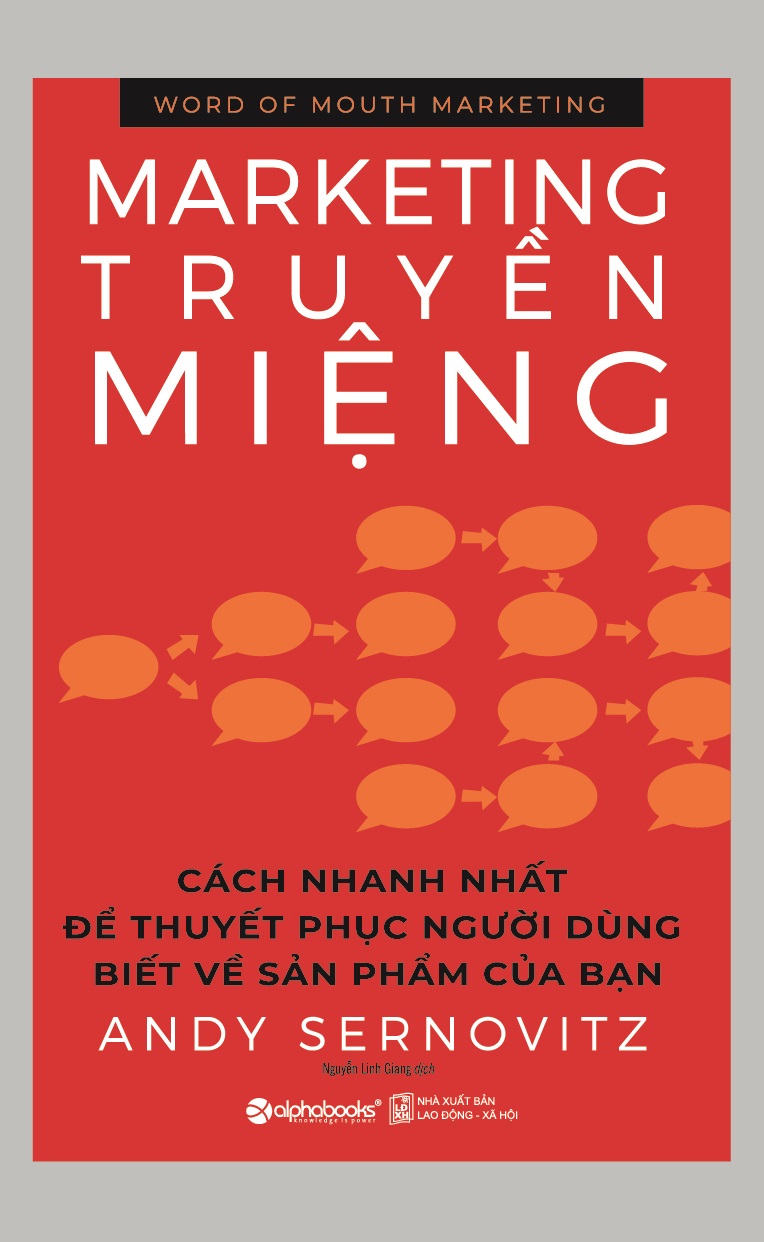 WORD OF MOUTH MARKETING
MARKETING
TRUYỀN
MIỆNG
CÁCH NHANH NHẤT
ĐỂ THUYẾT PHỤC NGƯỜI DÙNG
BIẾT VỀ SẢN PHẨM CỦA BẠN
ANDY SERNOVITZ
Nguyễn Linh Giang dịch
alphabooks®
knowledge is power
LĐ
XH
NHÀ XUẤT BẢN
LAO ĐỘNG - XÃ HỘI